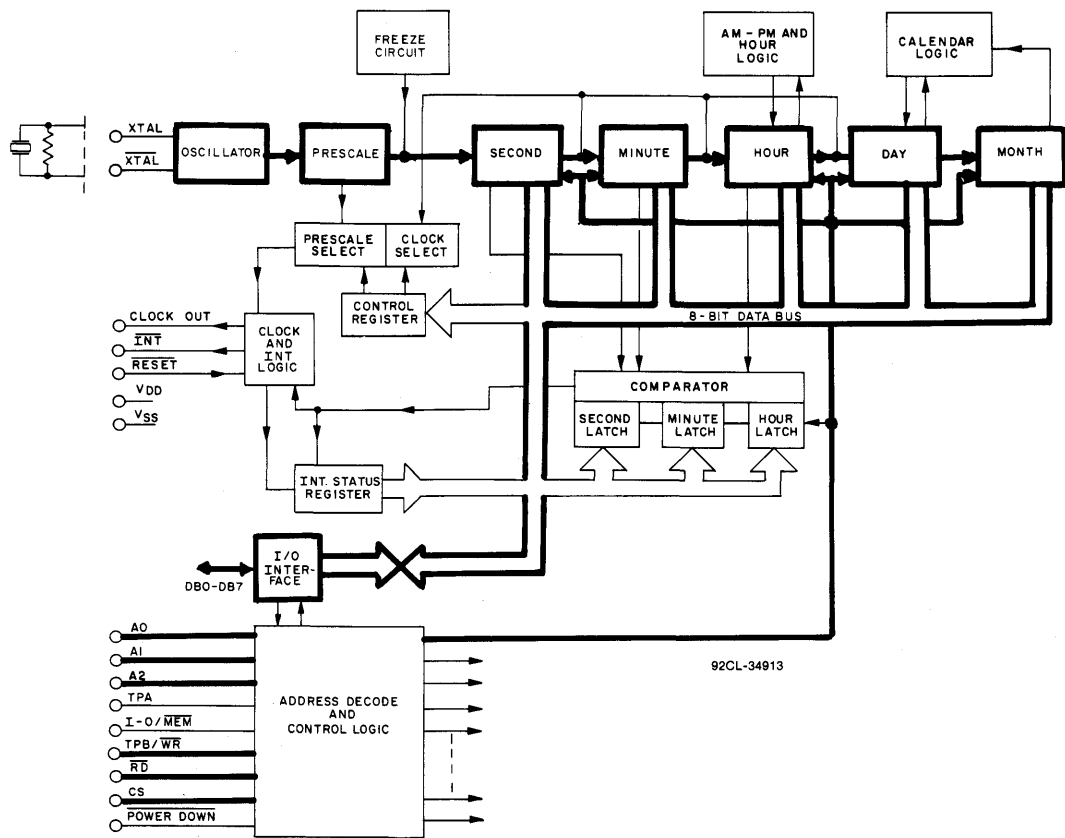 FREEZE
CIRCUIT
AM-PM AND
HOUR
LOGIC
CALENDAR
LOGIC
XTAL
XTAL
OSCILLATOR
PRESCALE
SECOND
MINUTE
HOUR
DAY
MONTH
PRESCALE
SELECT
CLOCK
SELECT
CONTROL
REGISTER
8-BIT DATA BUS
CLOCK OUT
INT
RESET
VDD
VSS
CLOCK
AND
INT
LOGIC
COMPARATOR
SECOND
LATCH
MINUTE
LATCH
HOUR
LATCH
INT. STATUS
REGISTER
I/O
INTER-
FACE
DB0-DB7
A0
A1
A2
TPA
I-O/MEM
TPB/WR
RD
CS
POWER DOWN
ADDRESS DECODE
AND
CONTROL LOGIC
92CL-34913